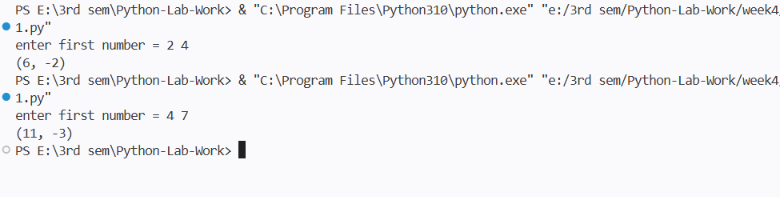 PS E:\3rd sem\Python-Lab-Work> & "C:\Program Files\Python310\python.exe" "e:/3rd sem/Python-Lab-Work/week4/
1.py"
enter first number = 2 4
(6, -2)
PS E:\3rd sem\Python-Lab-Work> & "C:\Program Files\Python310\python.exe" "e:/3rd sem/Python-Lab-Work/week4/
1.py"
enter first number = 4 7
(11, -3)
PS E:\3rd sem\Python-Lab-Work>